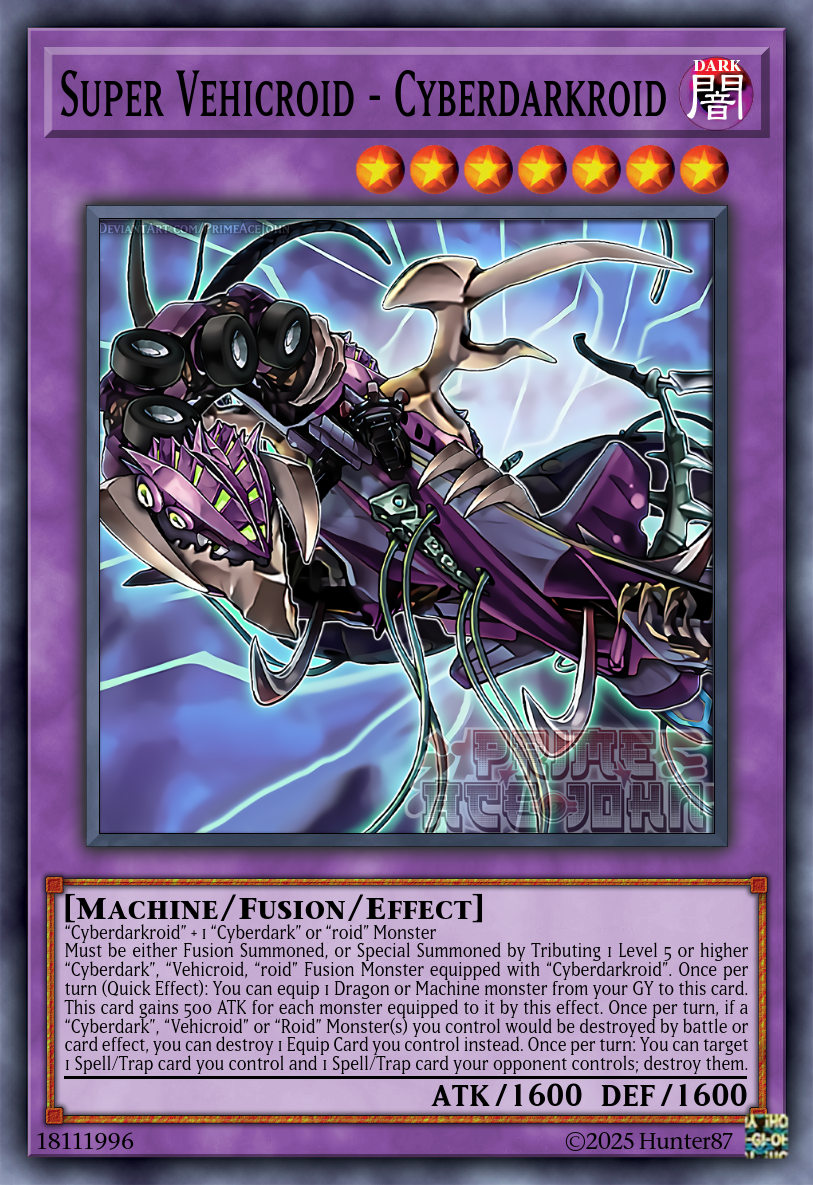 Super Vehicroid - Cyberdarkroid
DARK
闇
DeviantArt.com/PrimeAceJohn
PRIME
ACE JOHN
[Machine/Fusion/Effect]
“Cyberdarkroid” + 1 “Cyberdark” or “roid” Monster
Must be either Fusion Summoned, or Special Summoned by Tributing 1 Level 5 or higher
“Cyberdark”, “Vehicroid, “roid” Fusion Monster equipped with “Cyberdarkroid”. Once per
turn (Quick Effect): You can equip 1 Dragon or Machine monster from your GY to this card.
This card gains 500 ATK for each monster equipped to it by this effect. Once per turn, if a
“Cyberdark”, “Vehicroid” or “Roid” Monster(s) you control would be destroyed by battle or
card effect, you can destroy 1 Equip Card you control instead. Once per turn: You can target
1 Spell/Trap card you control and 1 Spell/Trap card your opponent controls; destroy them.
ATK/1600 DEF/1600
18111996
©2025 Hunter87